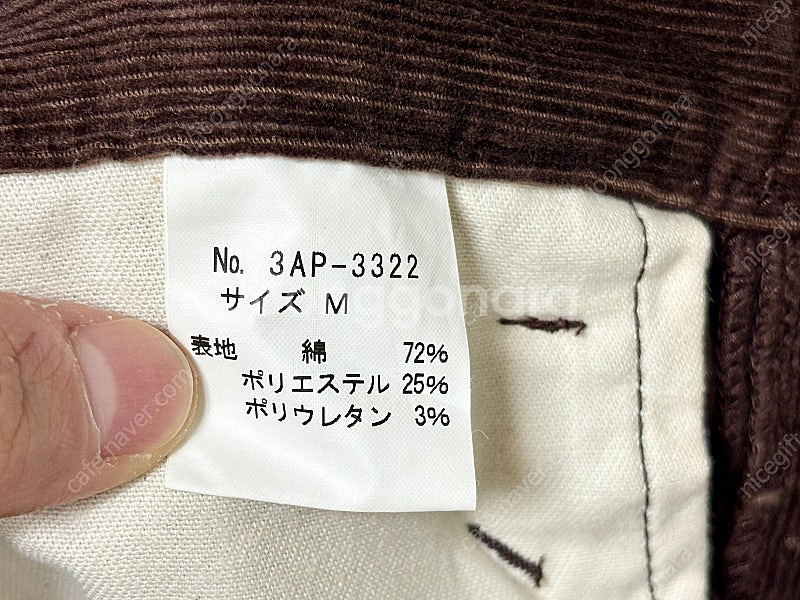 No. 3AP-3322
サイズ M
表地 綿 72%
ポリエステル 25%
ポリウレタン 3%